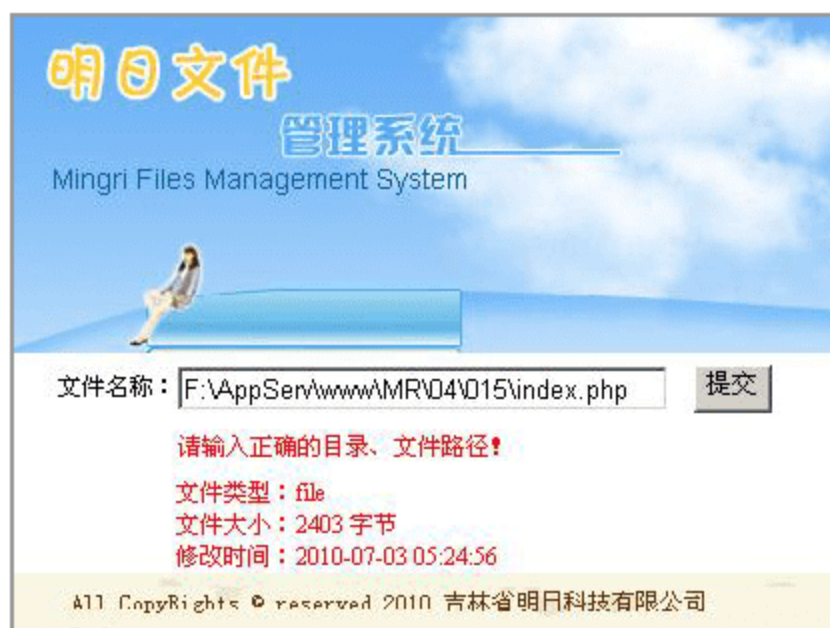 明日文件
管理系统
Mingri Files Management System
文件名称：F:\AppServ\www\MR\04\015\index.php 提交
请输入正确的目录、文件路径！
文件类型：file
文件大小：2403 字节
修改时间：2010-07-03 05:24:56
All CopyRights © reserved 2010 吉林省明日科技有限公司